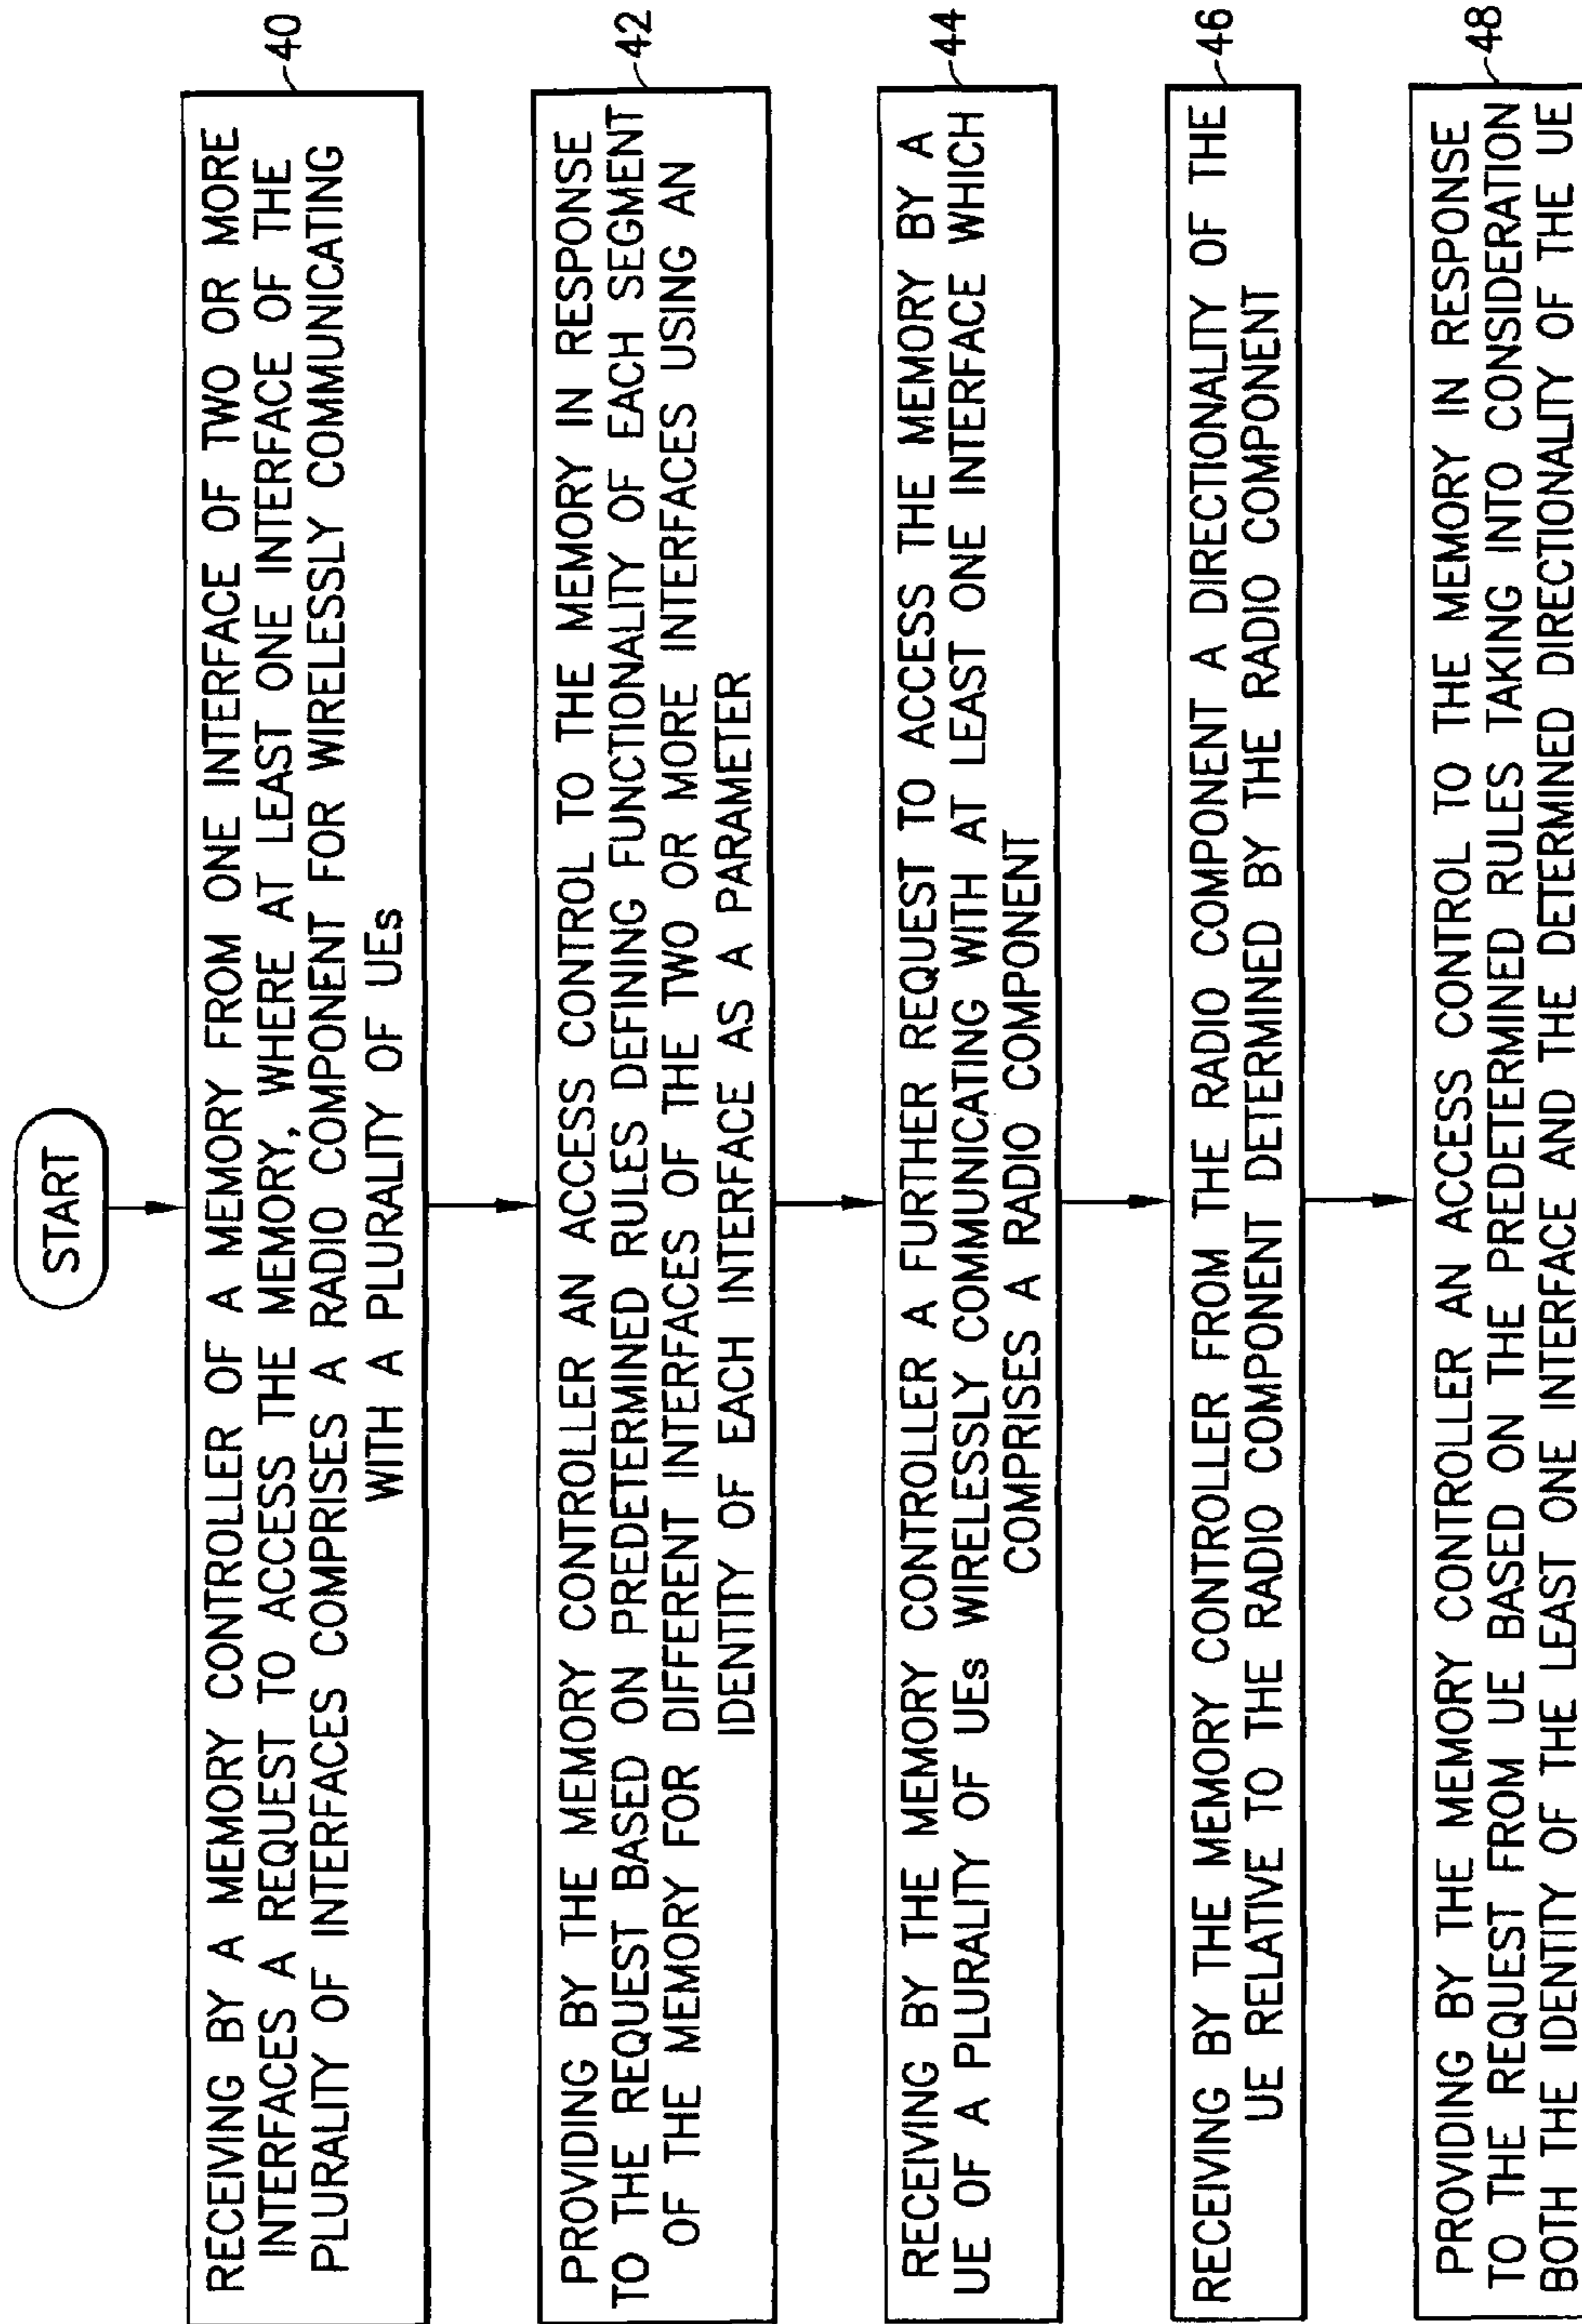 START
RECEIVING BY A MEMORY CONTROLLER OF A MEMORY FROM ONE INTERFACE OF TWO OR MORE
INTERFACES A REQUEST TO ACCESS THE MEMORY, WHERE AT LEAST ONE INTERFACE OF THE
PLURALITY OF INTERFACES COMPRISES A RADIO COMPONENT FOR WIRELESSLY COMMUNICATING
WITH A PLURALITY OF UEs
40
PROVIDING BY THE MEMORY CONTROLLER AN ACCESS CONTROL TO THE MEMORY IN RESPONSE
TO THE REQUEST BASED ON PREDETERMINED RULES DEFINING FUNCTIONALITY OF EACH SEGMENT
OF THE MEMORY FOR DIFFERENT INTERFACES OF THE TWO OR MORE INTERFACES USING AN
IDENTITY OF EACH INTERFACE AS A PARAMETER
42
RECEIVING BY THE MEMORY CONTROLLER A FURTHER REQUEST TO ACCESS THE MEMORY BY A
UE OF A PLURALITY OF UEs WIRELESSLY COMMUNICATING WITH AT LEAST ONE INTERFACE WHICH
COMPRISES A RADIO COMPONENT
44
RECEIVING BY THE MEMORY CONTROLLER FROM THE RADIO COMPONENT A DIRECTIONALITY OF THE
UE RELATIVE TO THE RADIO COMPONENT DETERMINED BY THE RADIO COMPONENT
46
PROVIDING BY THE MEMORY CONTROLLER AN ACCESS CONTROL TO THE MEMORY IN RESPONSE
TO THE REQUEST FROM UE BASED ON THE PREDETERMINED RULES TAKING INTO CONSIDERATION
BOTH THE IDENTITY OF THE LEAST ONE INTERFACE AND THE DETERMINED DIRECTIONALITY OF THE UE
48